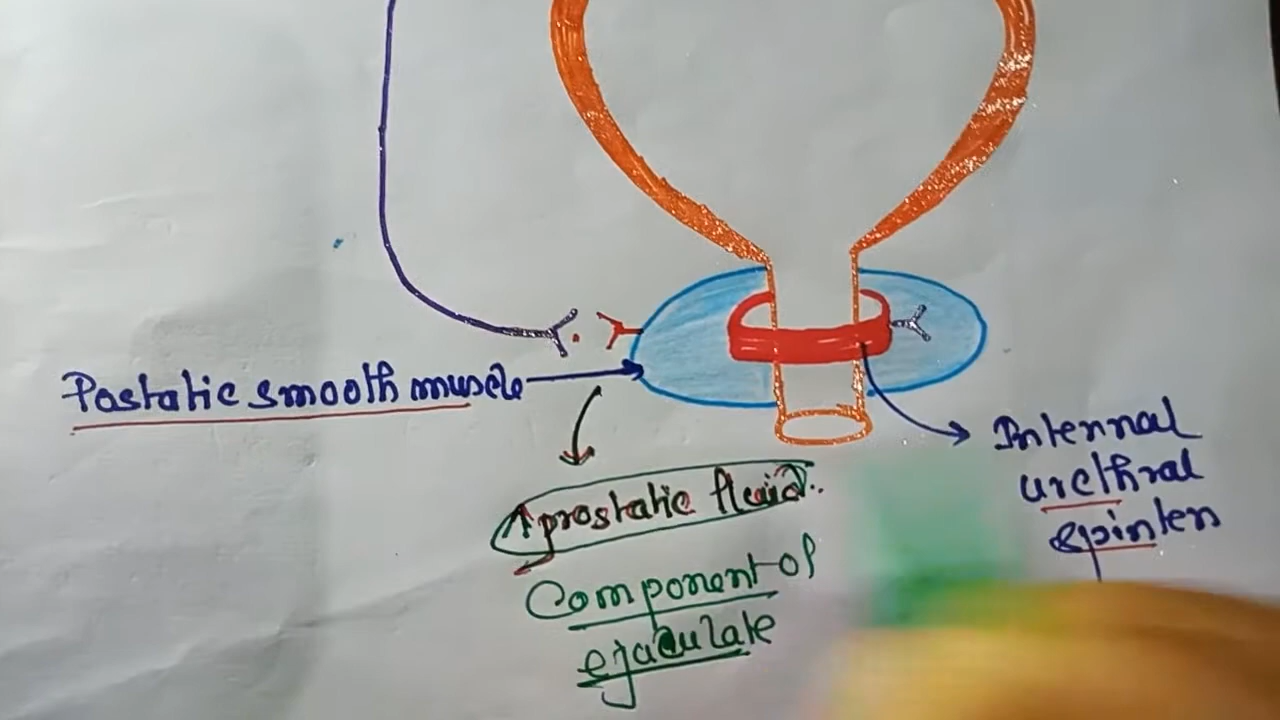 Postatic smooth muscle
Internal
urethral
spinter
↑ prostatic fluid.
Component of
ejaculate